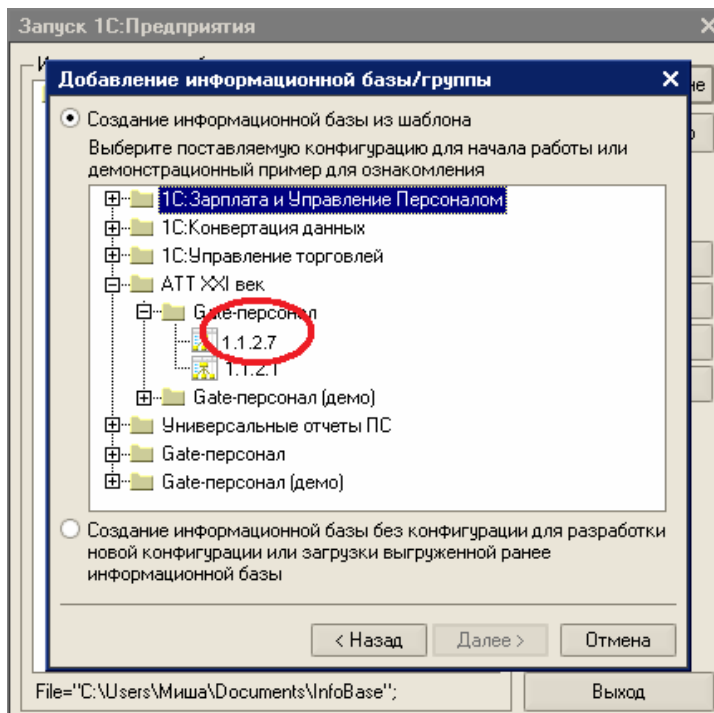 Запуск 1С:Предприятия
Добавление информационной базы/группы
Создание информационной базы из шаблона
Выберите поставляемую конфигурацию для начала работы или
демонстрационный пример для ознакомления
1С:Зарплата и Управление Персоналом
1С:Конвертация данных
1С:Управление торговлей
АТТ XXI век
Gate-персонал
1.1.2.7
1.1.2.1
Gate-персонал (демо)
Универсальные отчеты ПС
Gate-персонал
Gate-персонал (демо)
Создание информационной базы без конфигурации для разработки
новой конфигурации или загрузки выгруженной ранее
информационной базы
< Назад
Далее >
Отмена
File="C:\Users\Миша\Documents\InfoBase";
Выход